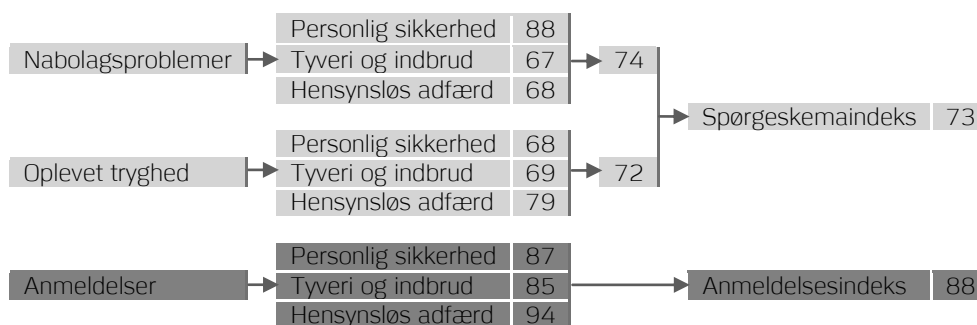 Personlig sikkerhed 88
Nabolagsproblemer Tyveri og indbrud 67 74
Hensynsløs adfærd 68
Spørgeskemaindeks 73
Personlig sikkerhed 68
Oplevet tryghed Tyveri og indbrud 69 72
Hensynsløs adfærd 79
Personlig sikkerhed 87
Anmeldelser Tyveri og indbrud 85 Anmeldelsesindeks 88
Hensynsløs adfærd 94